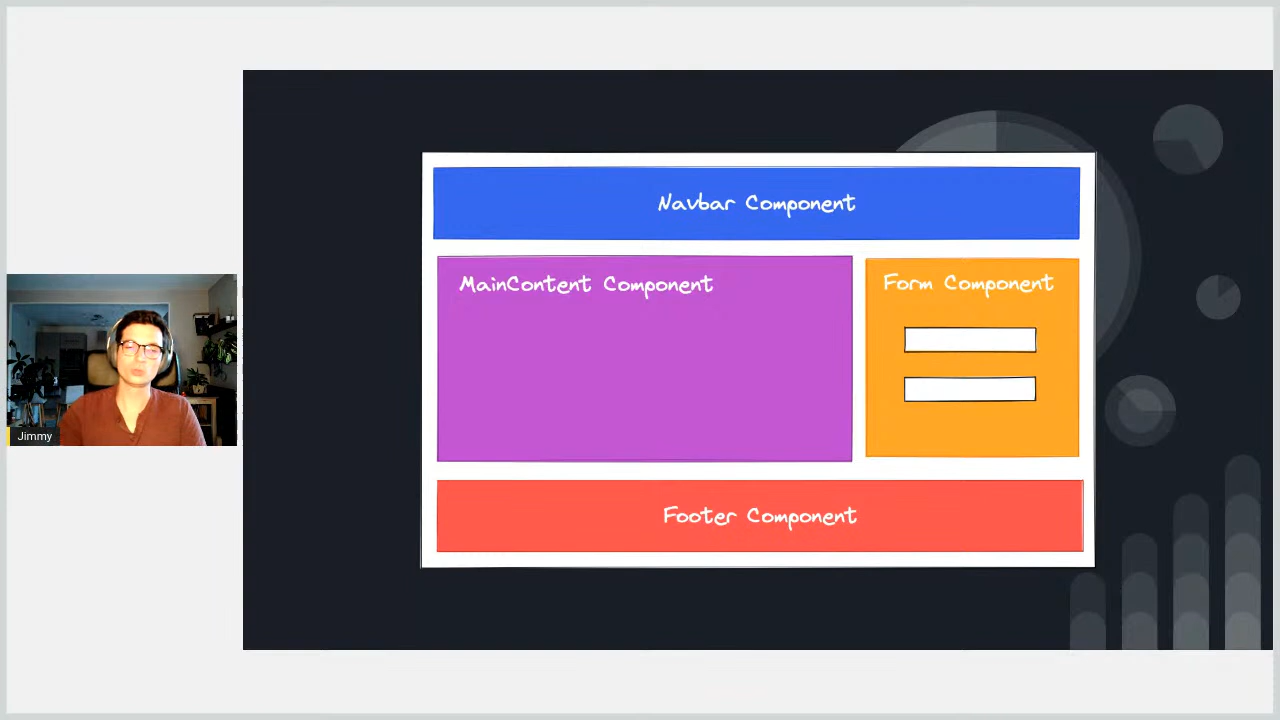 Navbar Component
MainContent Component
Form Component
Footer Component
Jimmy